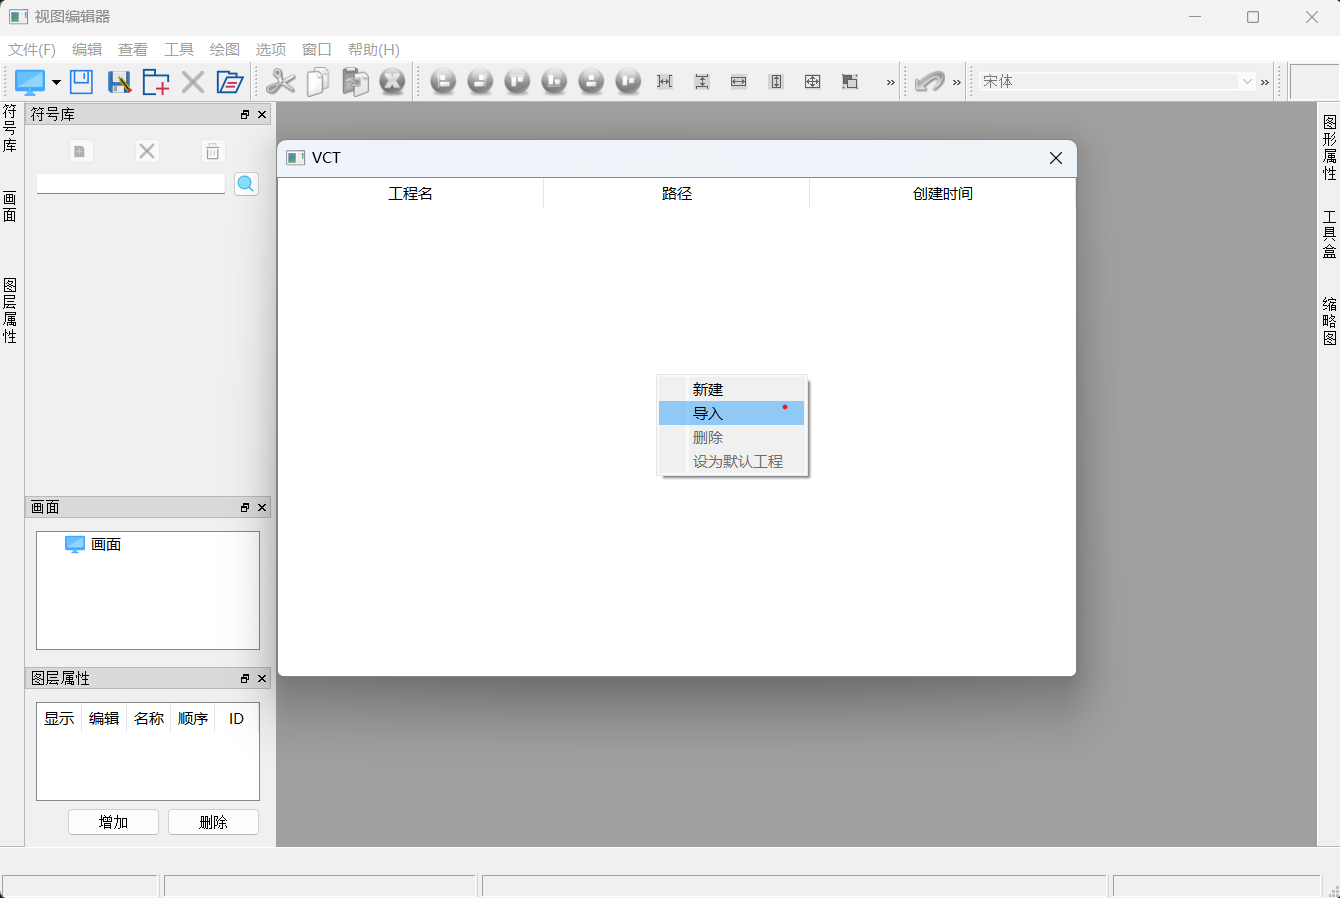 视图编辑器
文件(F) 编辑 查看 工具 绘图 选项 窗口 帮助(H)
宋体
符号库
画面
图层属性
符号库
VCT
工程名 路径 创建时间
新建
导入
删除
设为默认工程
画面
画面
图层属性
显示 编辑 名称 顺序 ID
增加 删除
图形属性
工具盒
缩略图